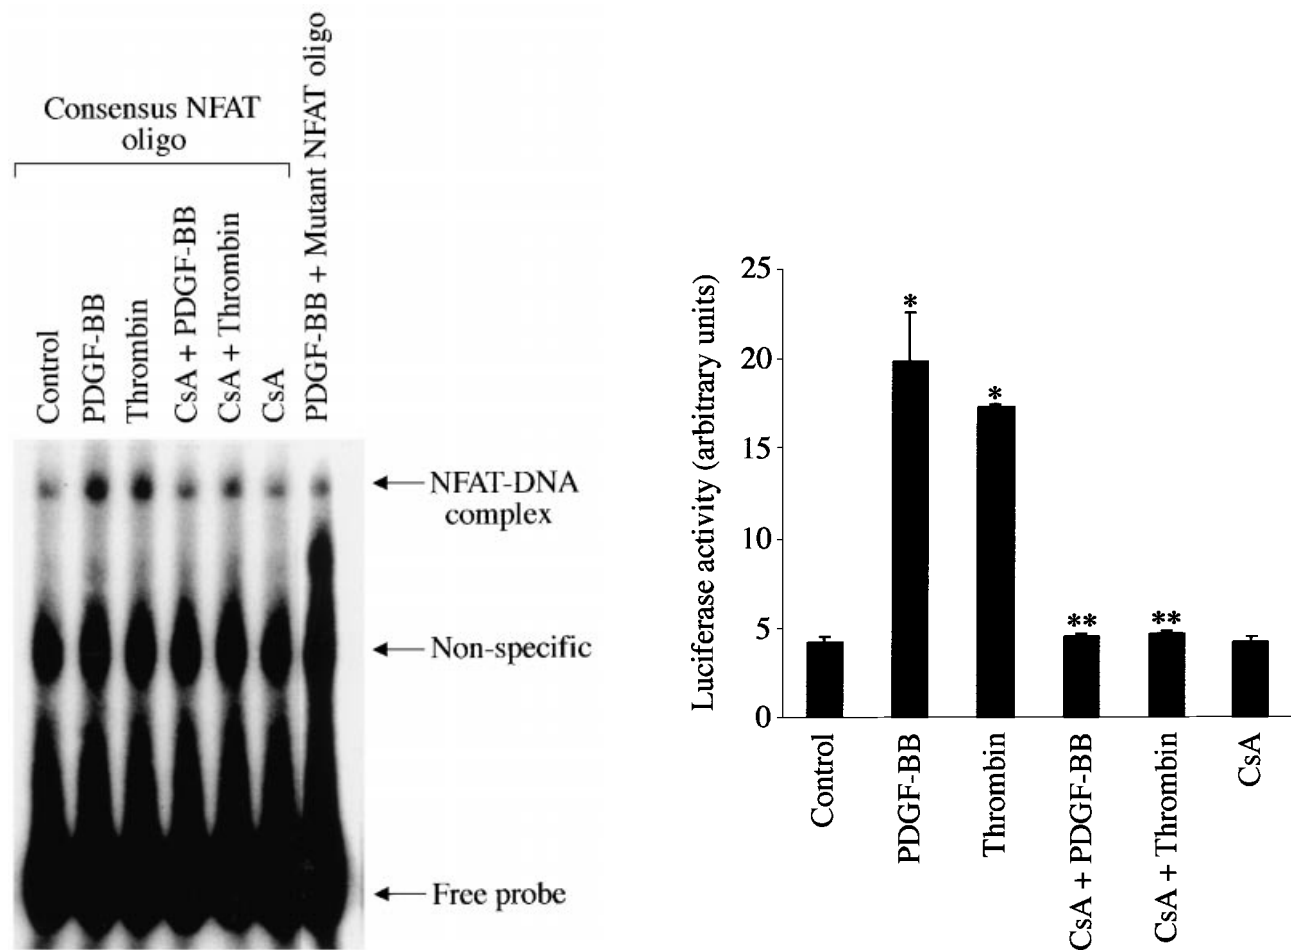 Consensus NFAT
oligo
Control
PDGF-BB
Thrombin
CsA + PDGF-BB
CsA + Thrombin
CsA
PDGF-BB + Mutant NFAT oligo
NFAT-DNA
complex
Non-specific
Free probe
Luciferase activity (arbitrary units)
25
20
15
10
5
0
*
*
**
**
Control
PDGF-BB
Thrombin
CsA + PDGF-BB
CsA + Thrombin
CsA